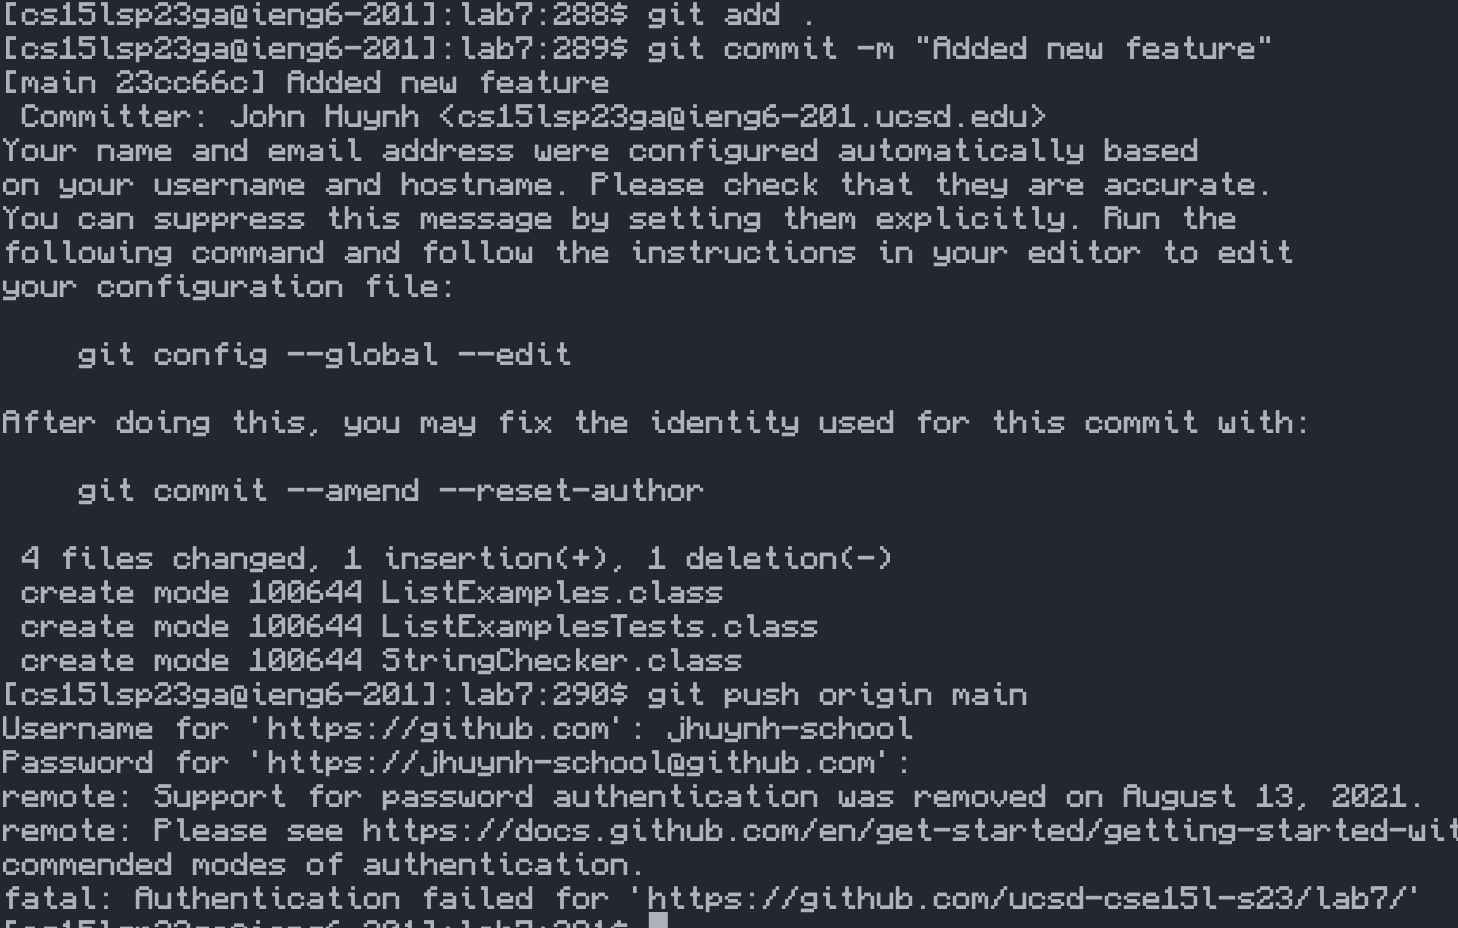 [cs15lsp23ga@ieng6-201]:lab7:288$ git add .
[cs15lsp23ga@ieng6-201]:lab7:289$ git commit -m "Added new feature"
[main 23cc66c] Added new feature
 Committer: John Huynh <cs15lsp23ga@ieng6-201.ucsd.edu>
Your name and email address were configured automatically based
on your username and hostname. Please check that they are accurate.
You can suppress this message by setting them explicitly. Run the
following command and follow the instructions in your editor to edit
your configuration file:

    git config --global --edit

After doing this, you may fix the identity used for this commit with:

    git commit --amend --reset-author

 4 files changed, 1 insertion(+), 1 deletion(-)
 create mode 100644 ListExamples.class
 create mode 100644 ListExamplesTests.class
 create mode 100644 StringChecker.class
[cs15lsp23ga@ieng6-201]:lab7:290$ git push origin main
Username for 'https://github.com': jhuynh-school
Password for 'https://jhuynh-school@github.com':
remote: Support for password authentication was removed on August 13, 2021.
remote: Please see https://docs.github.com/en/get-started/getting-started-wit
commended modes of authentication.
fatal: Authentication failed for 'https://github.com/ucsd-cse15l-s23/lab7/'
[cs15lsp23ga@ieng6-201]:lab7:291$